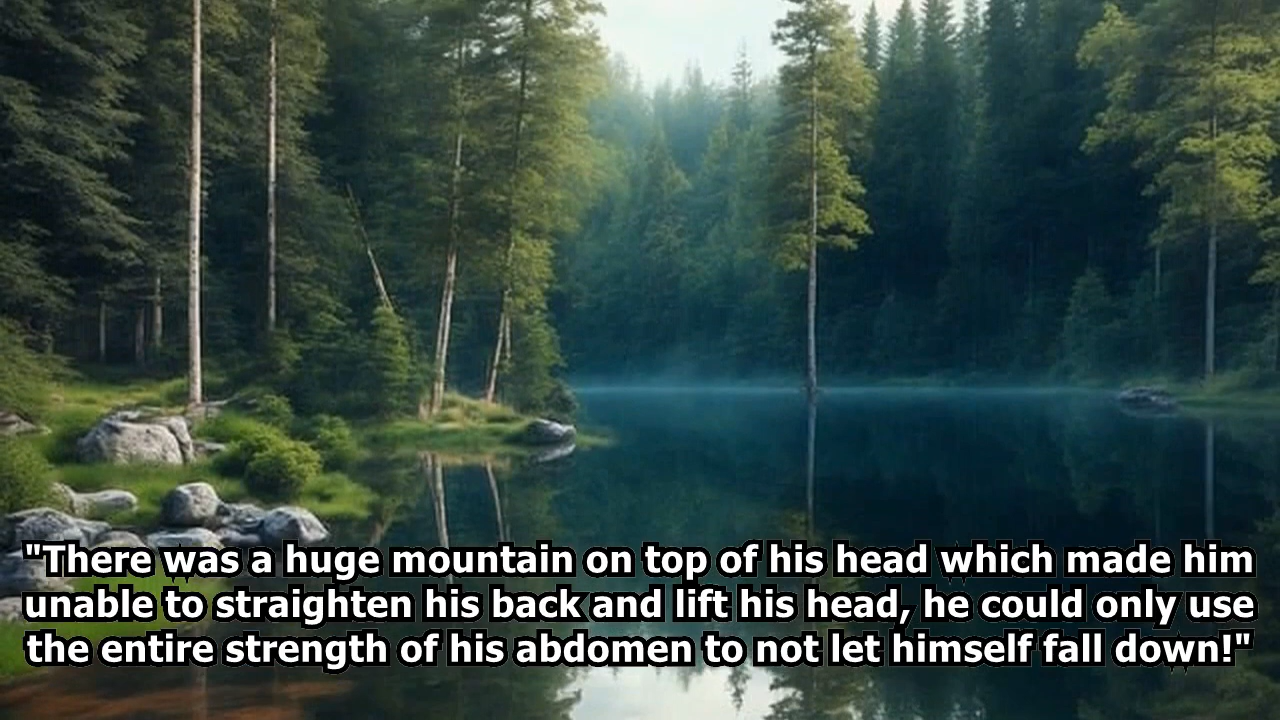 "There was a huge mountain on top of his head which made him
unable to straighten his back and lift his head, he could only use
the entire strength of his abdomen to not let himself fall down!"